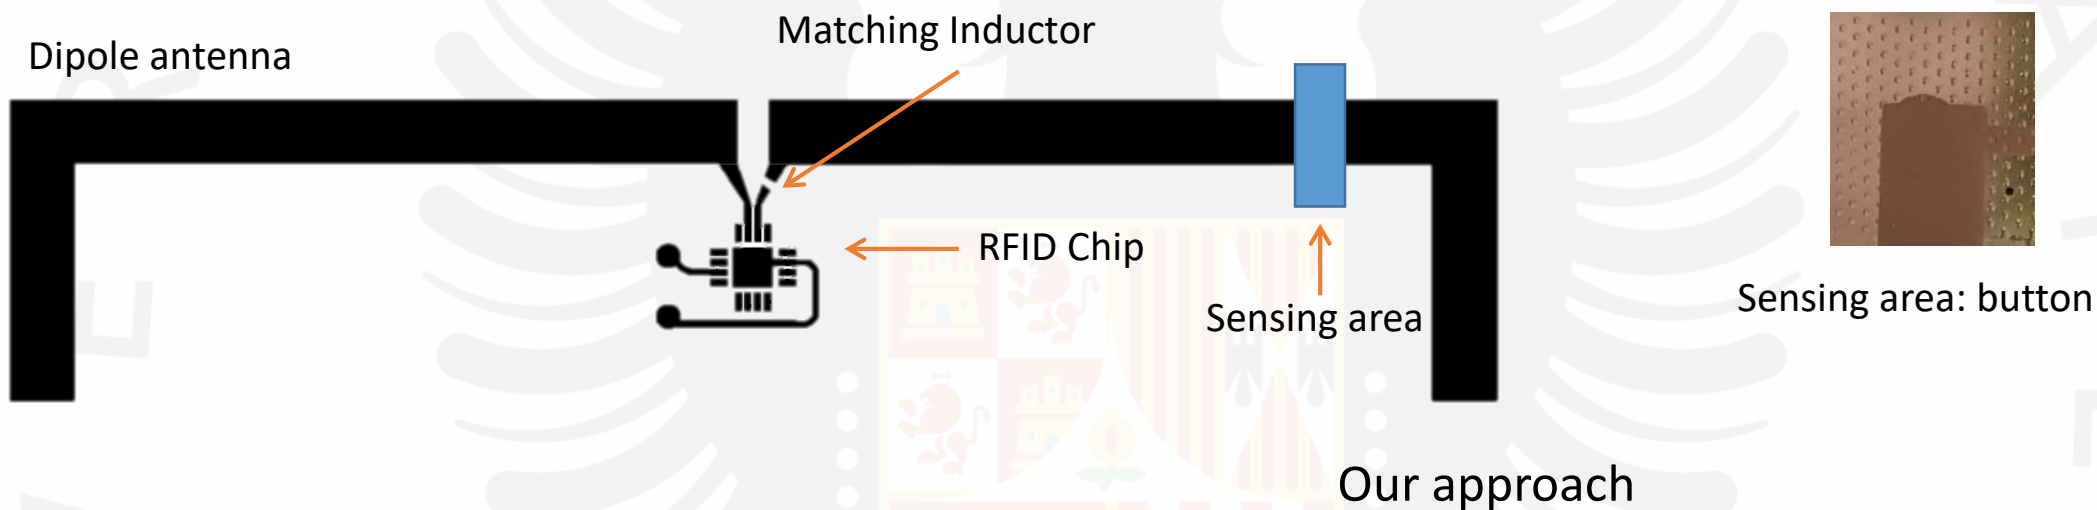 Matching Inductor
Dipole antenna
RFID Chip
Sensing area
Sensing area: button
Our approach